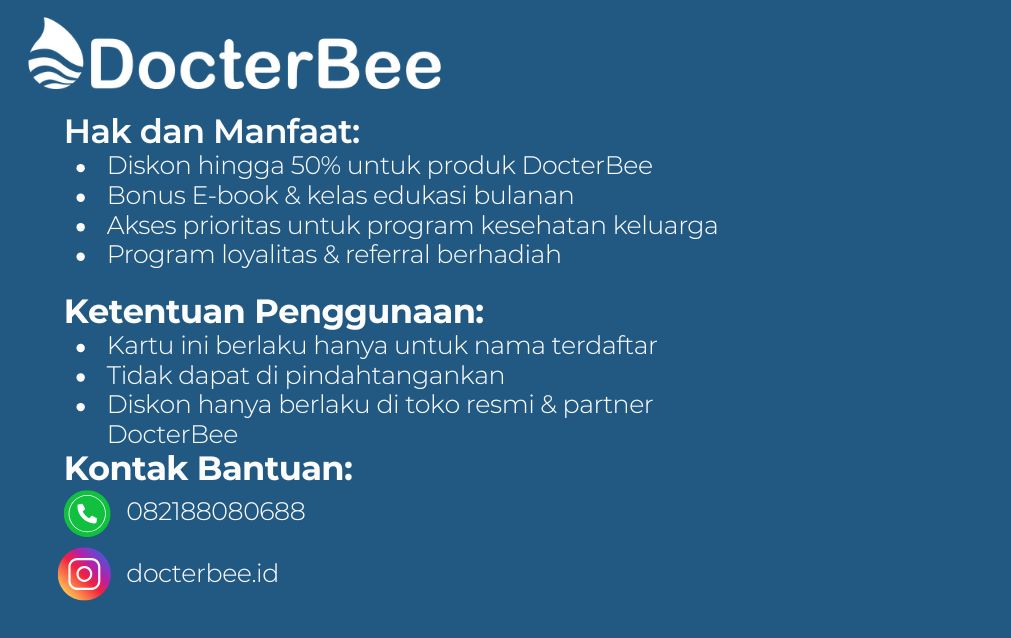 DocterBee
Hak dan Manfaat:
• Diskon hingga 50% untuk produk DocterBee
• Bonus E-book & kelas edukasi bulanan
• Akses prioritas untuk program kesehatan keluarga
• Program loyalitas & referral berhadiah
Ketentuan Penggunaan:
• Kartu ini berlaku hanya untuk nama terdaftar
• Tidak dapat di pindahtangankan
• Diskon hanya berlaku di toko resmi & partner
DocterBee
Kontak Bantuan:
082188080688
docterbee.id